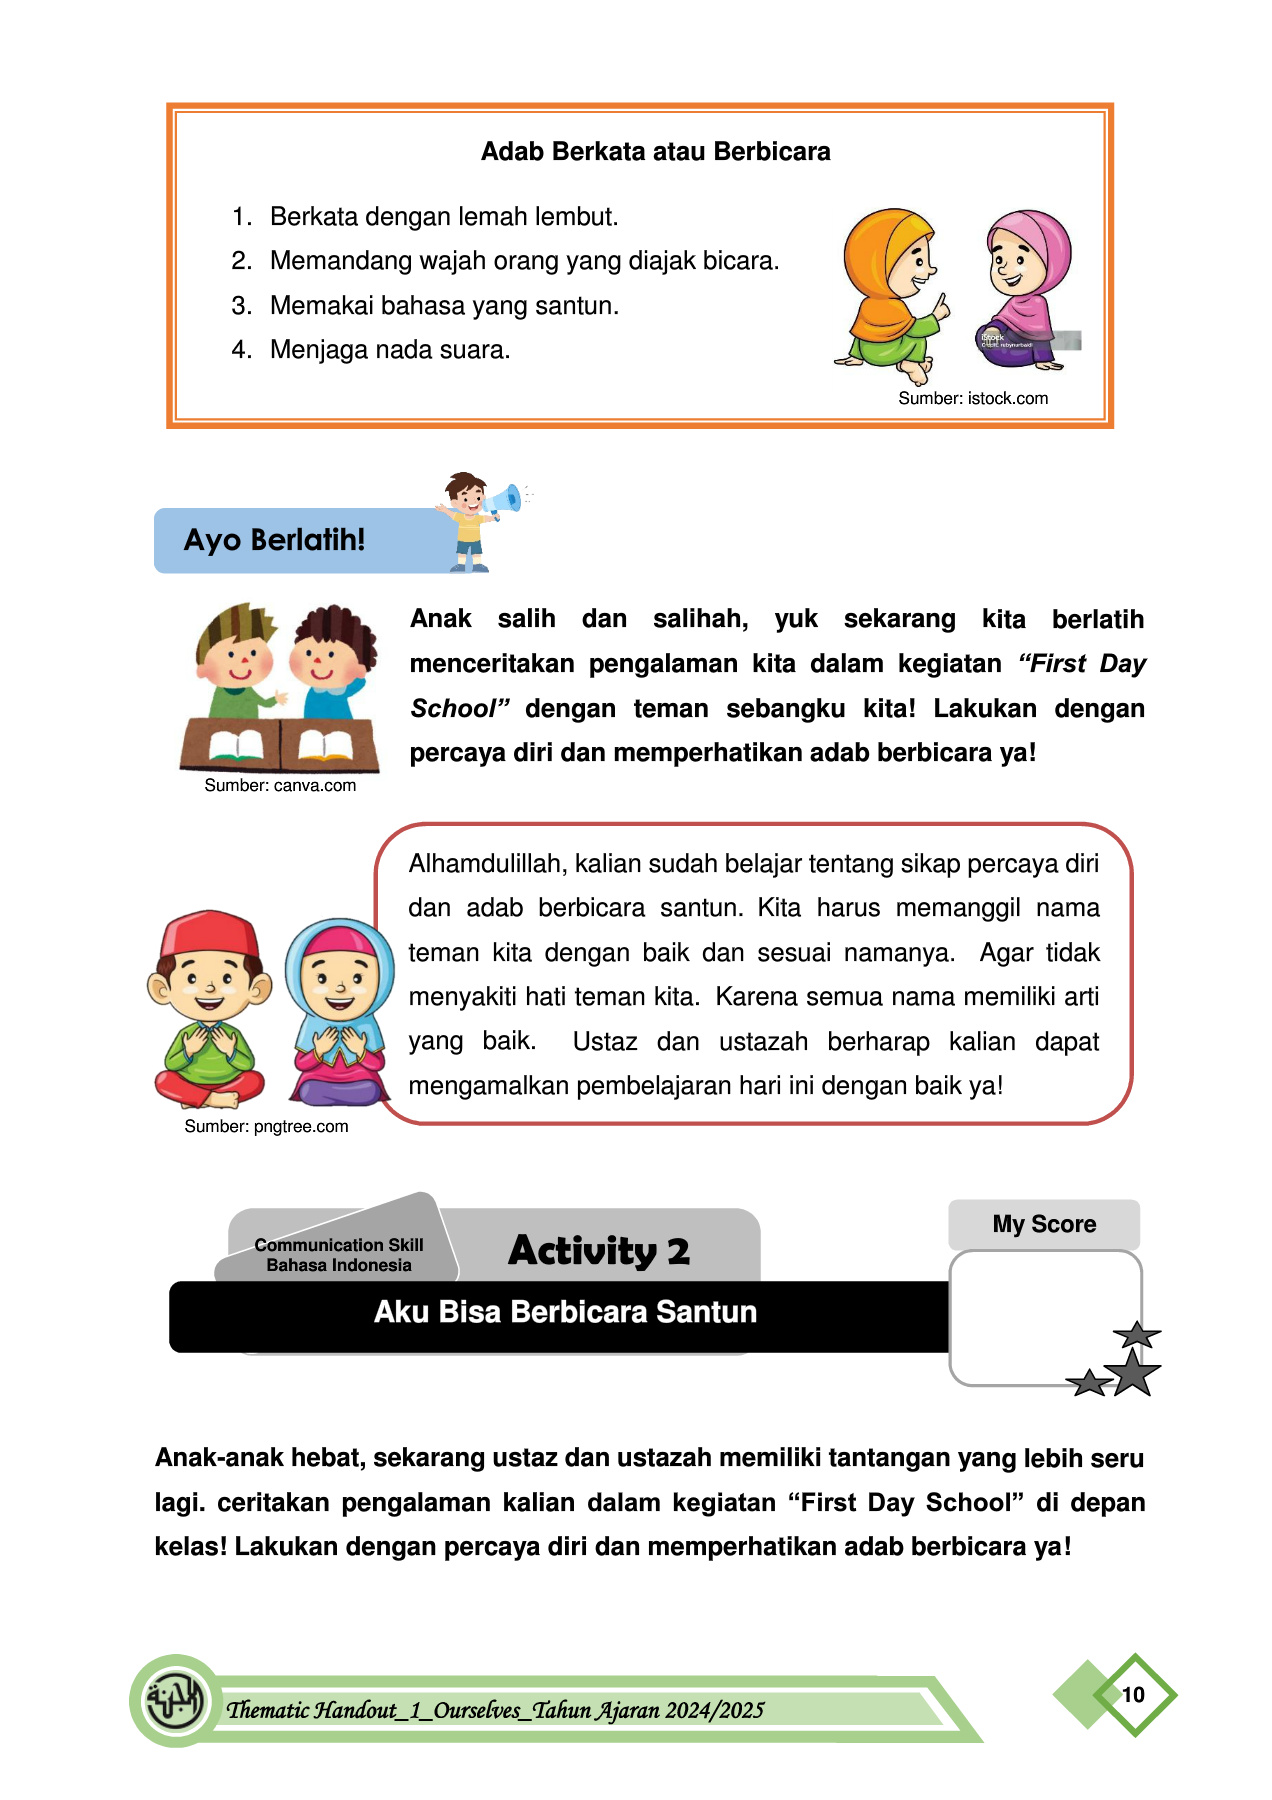 Adab Berkata atau Berbicara
1. Berkata dengan lemah lembut.
2. Memandang wajah orang yang diajak bicara.
3. Memakai bahasa yang santun.
4. Menjaga nada suara.
iStock
Sumber: istock.com
Ayo Berlatih!
Anak salih dan salihah, yuk sekarang kita berlatih
menceritakan pengalaman kita dalam kegiatan “First Day
School” dengan teman sebangku kita! Lakukan dengan
percaya diri dan memperhatikan adab berbicara ya!
Sumber: canva.com
Alhamdulillah, kalian sudah belajar tentang sikap percaya diri
dan adab berbicara santun. Kita harus memanggil nama
teman kita dengan baik dan sesuai namanya. Agar tidak
menyakiti hati teman kita. Karena semua nama memiliki arti
yang baik. Ustaz dan ustazah berharap kalian dapat
mengamalkan pembelajaran hari ini dengan baik ya!
Sumber: pngtree.com
Communication Skill
Bahasa Indonesia
Activity 2
My Score
Aku Bisa Berbicara Santun
Anak-anak hebat, sekarang ustaz dan ustazah memiliki tantangan yang lebih seru
lagi. ceritakan pengalaman kalian dalam kegiatan “First Day School” di depan
kelas! Lakukan dengan percaya diri dan memperhatikan adab berbicara ya!
Thematic Handout_1_Ourselves_Tahun Ajaran 2024/2025
10